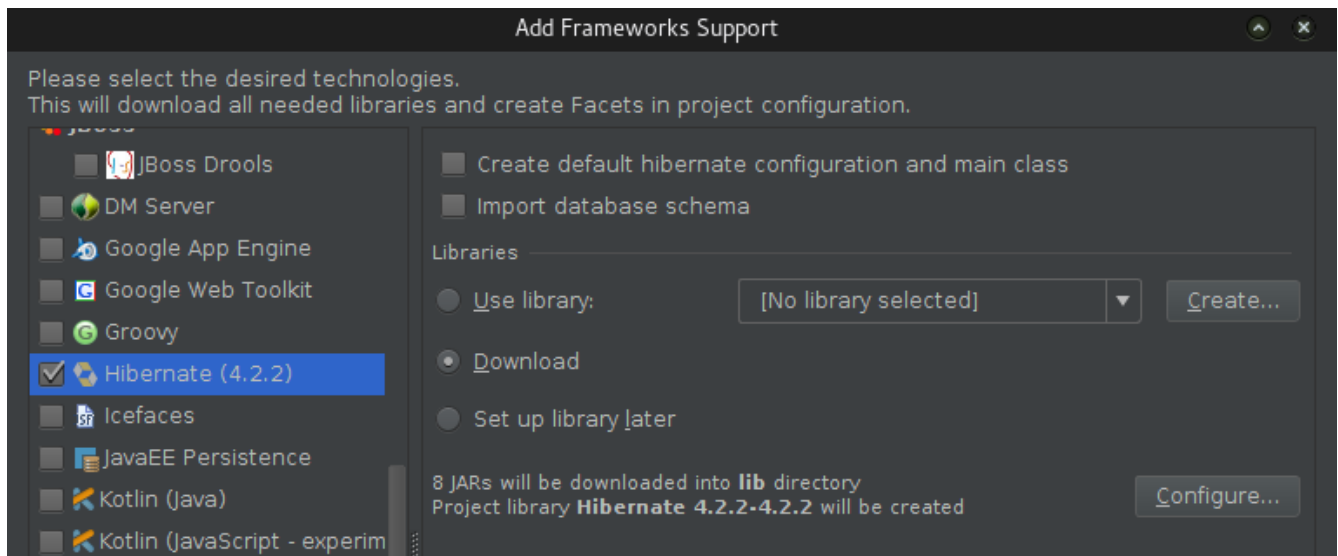 Add Frameworks Support
Please select the desired technologies.
This will download all needed libraries and create Facets in project configuration.
JBoss
JBoss Drools
DM Server
Google App Engine
Google Web Toolkit
Groovy
Hibernate (4.2.2)
Icefaces
JavaEE Persistence
Kotlin (Java)
Kotlin (JavaScript - experim
Create default hibernate configuration and main class
Import database schema
Libraries
Use library: [No library selected] Create...
Download
Set up library later
8 JARs will be downloaded into lib directory
Project library Hibernate 4.2.2-4.2.2 will be created
Configure...